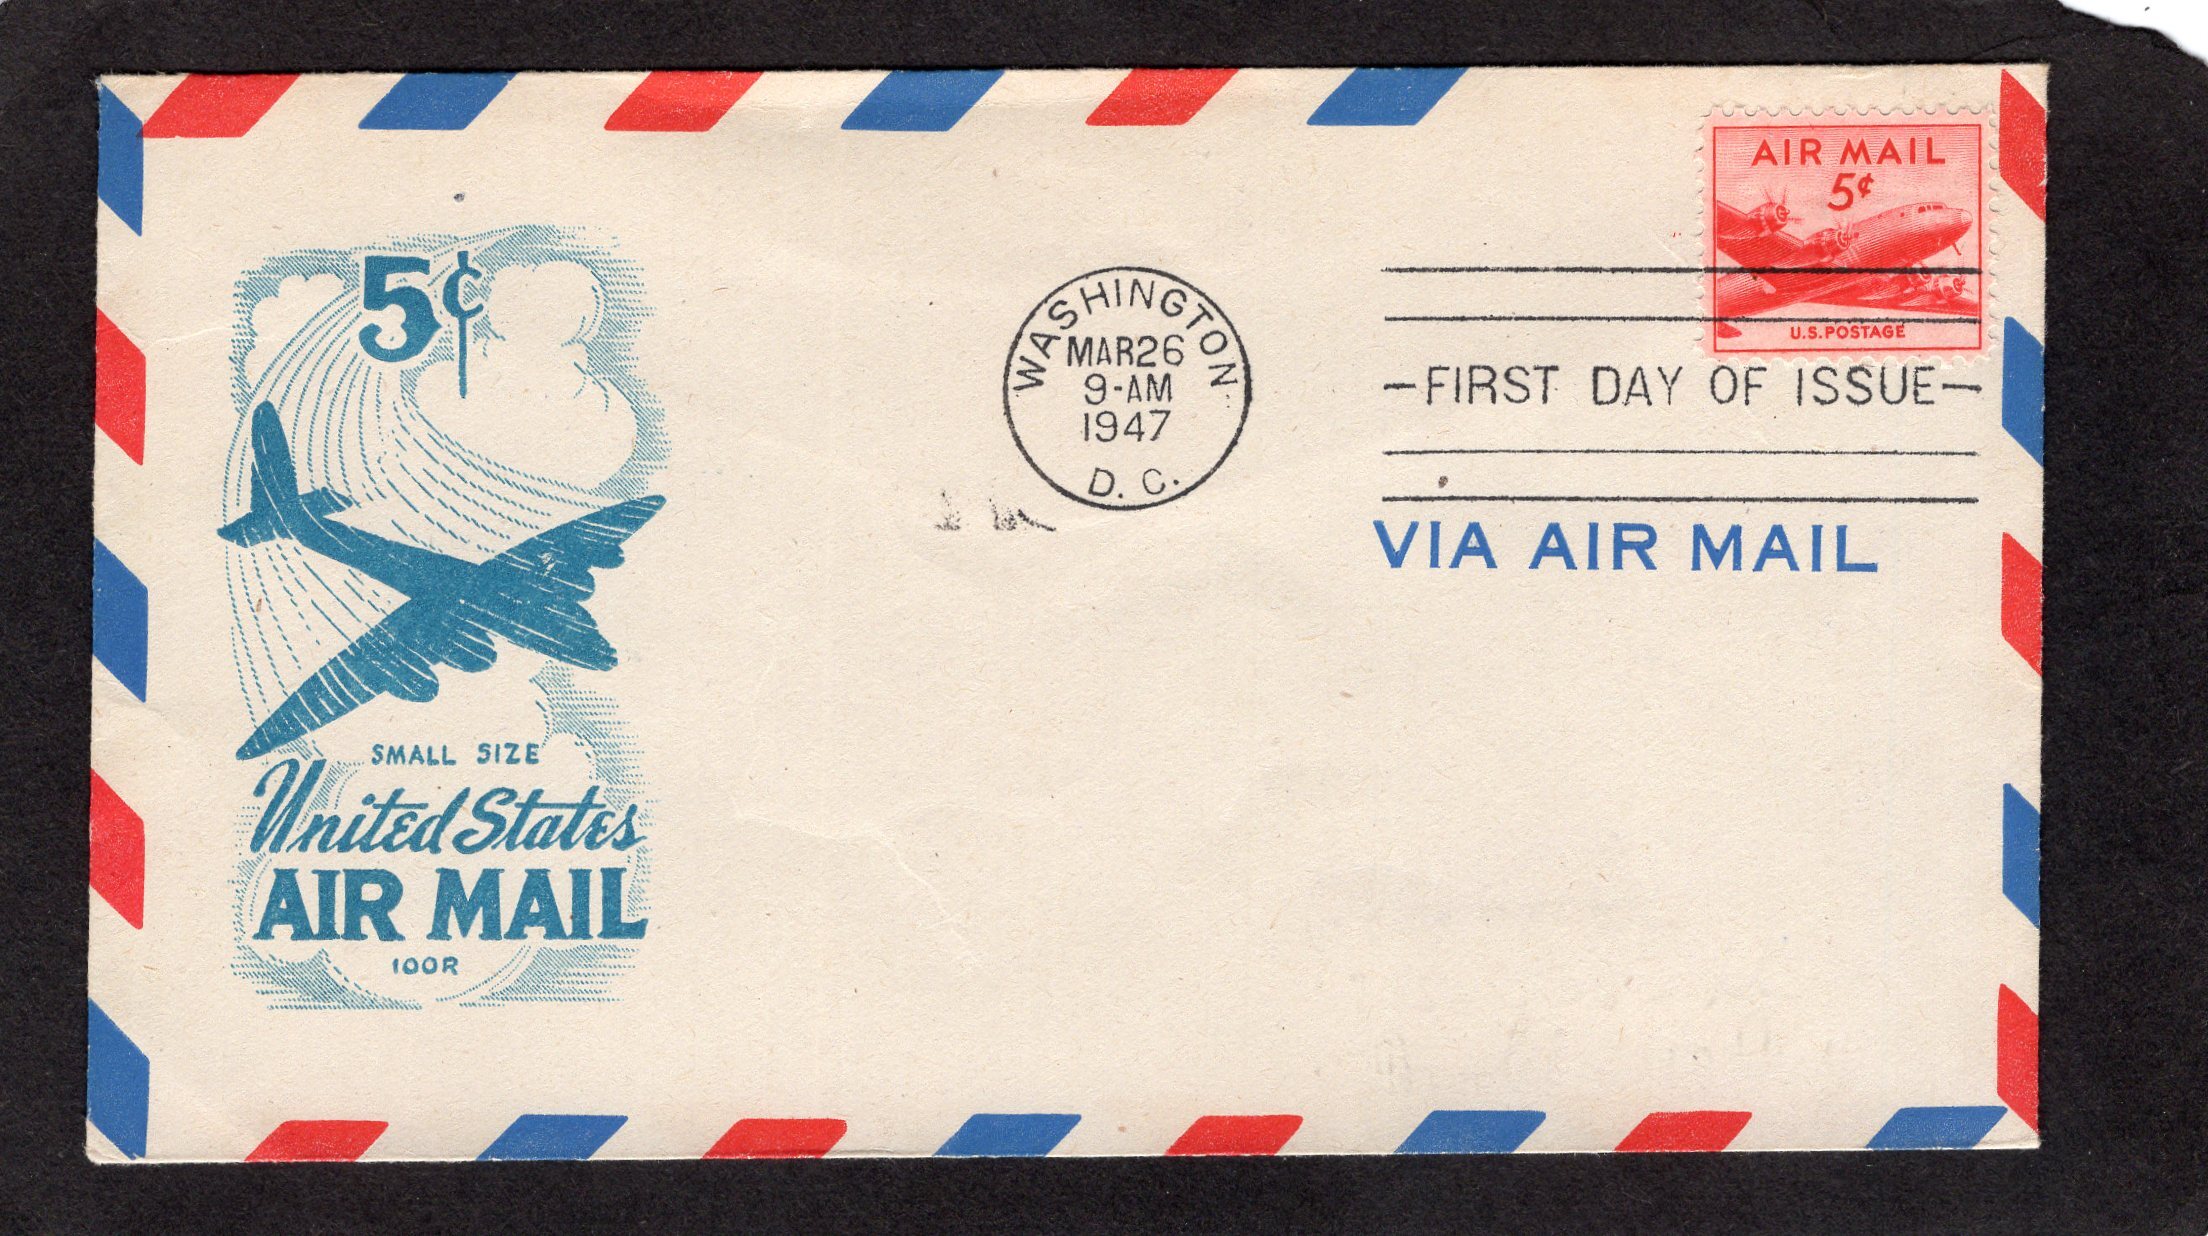 AIR MAIL
5¢
U.S. POSTAGE
WASHINGTON
MAR26
9-AM
1947
D. C.
—FIRST DAY OF ISSUE—
VIA AIR MAIL
5¢
SMALL SIZE
United States
AIR MAIL
100R